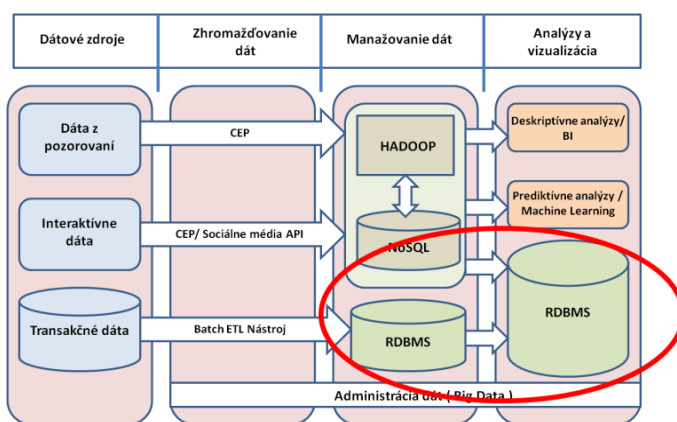 Dátové zdroje
Zhromažďovanie
dát
Manažovanie dát
Analýzy a
vizualizácia
Dáta z
pozorovaní
CEP
HADOOP
Deskriptívne analýzy/
BI
Interaktívne
dáta
CEP/ Sociálne média API
NoSQL
Prediktívne analýzy /
Machine Learning
Transakčné dáta
Batch ETL Nástroj
RDBMS
RDBMS
Administrácia dát ( Big Data )